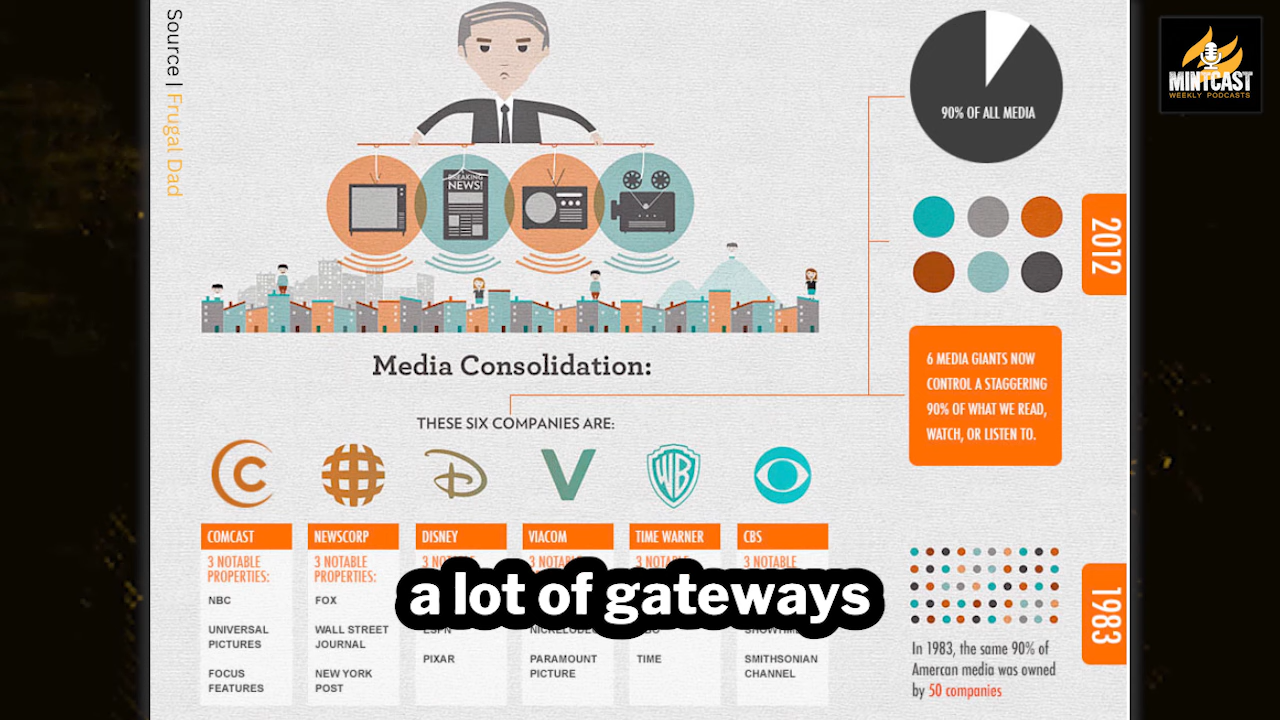 Source | Frugal Dad
MINTCAST
WEEKLY PODCASTS
BREAKING
NEWS!
90% OF ALL MEDIA
2012
Media Consolidation:
6 MEDIA GIANTS NOW
CONTROL A STAGGERING
90% OF WHAT WE READ,
WATCH, OR LISTEN TO.
THESE SIX COMPANIES ARE:
COMCAST
3 NOTABLE
PROPERTIES:
NBC
UNIVERSAL
PICTURES
FOCUS
FEATURES
NEWSCORP
3 NOTABLE
PROPERTIES:
FOX
WALL STREET
JOURNAL
NEW YORK
POST
DISNEY
ESPN
PIXAR
VIACOM
PARAMOUNT
PICTURE
WB
TIME WARNER
3 NOTABLE
TIME
CBS
3 NOTABLE
SMITHSONIAN
CHANNEL
a lot of gateways
1983
In 1983, the same 90% of
Amercan media was owned
by 50 companies